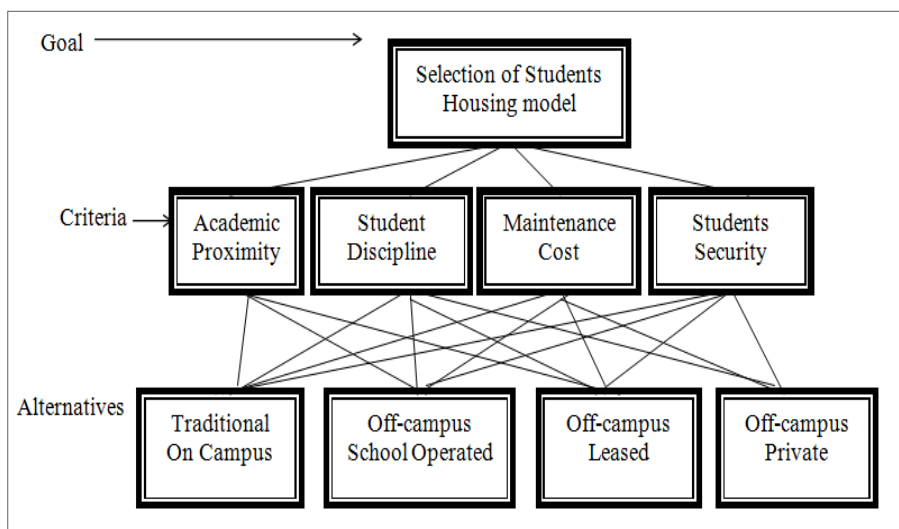 Goal
Selection of Students
Housing model
Criteria
Academic
Proximity
Student
Discipline
Maintenance
Cost
Students
Security
Alternatives
Traditional
On Campus
Off-campus
School Operated
Off-campus
Leased
Off-campus
Private